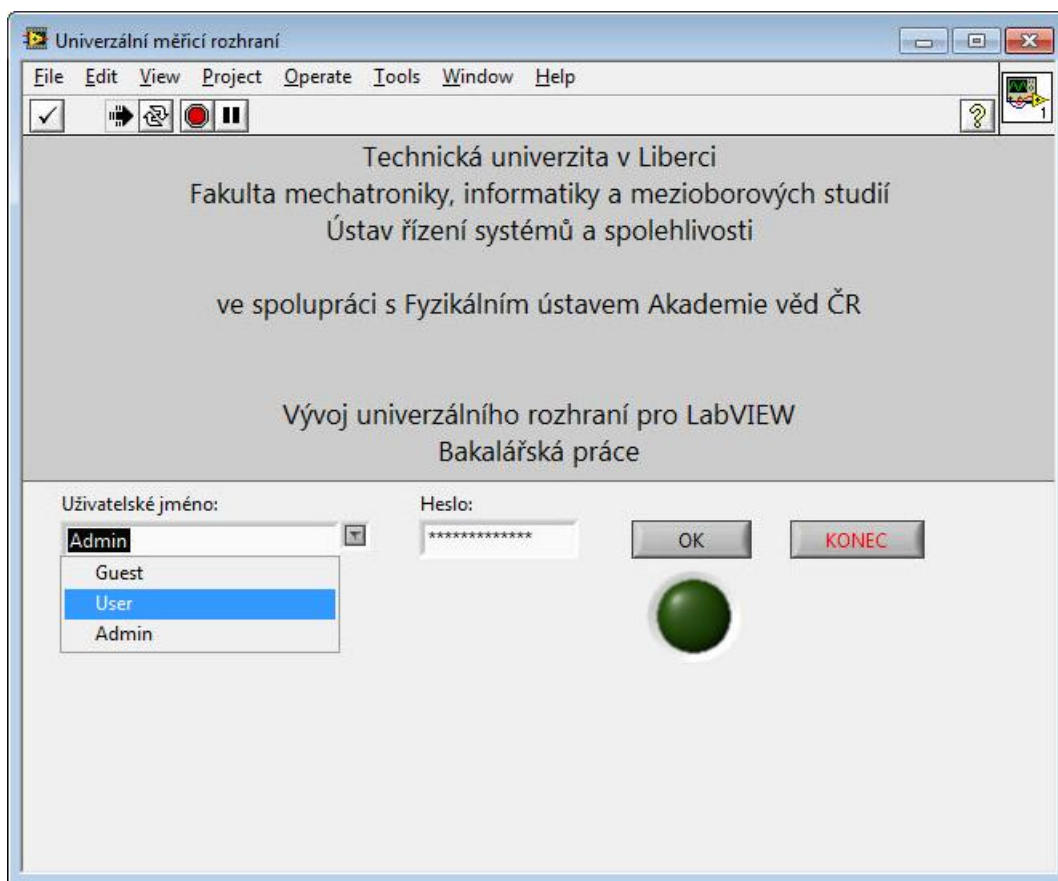 Univerzální měřicí rozhraní
File Edit View Project Operate Tools Window Help
1
Technická univerzita v Liberci
Fakulta mechatroniky, informatiky a mezioborových studií
Ústav řízení systémů a spolehlivosti
ve spolupráci s Fyzikálním ústavem Akademie věd ČR
Vývoj univerzálního rozhraní pro LabVIEW
Bakalářská práce
Uživatelské jméno: Heslo:
Admin ************* OK KONEC
Guest
User
Admin